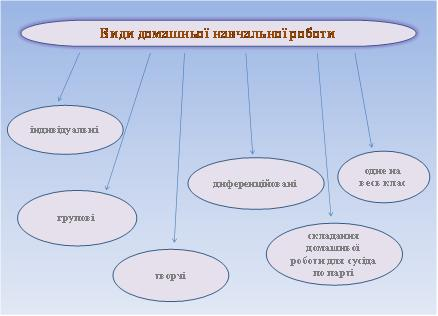 Види домашньої навчальної роботи
індивідуальні
групові
творчі
диференційовані
складання
домашньої
роботи для сусіда
по парті
одне на
весь клас